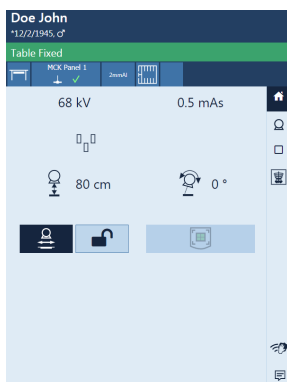 Doe John
*12/2/1945, ♂
Table Fixed
MCK Panel 1
2mmAl
68 kV
0.5 mAs
80 cm
0 °